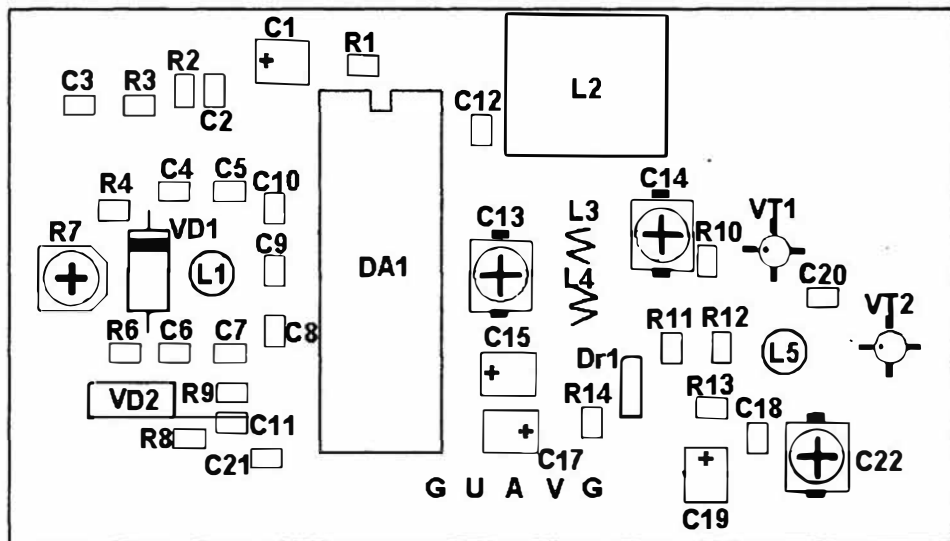 C1
R1
R2
C3
R3
L2
C12
C2
C4
C5
C10
C14
R4
VT1
L3
C13
VD1
R7
R10
C9
DA1
L1
L4
C20
VT2
R6
C6
C7
C8
C15
R11
R12
L5
Dr1
R9
VD2
R13
R14
C18
C11
R8
C21
C17
C22
G U A V G
C19